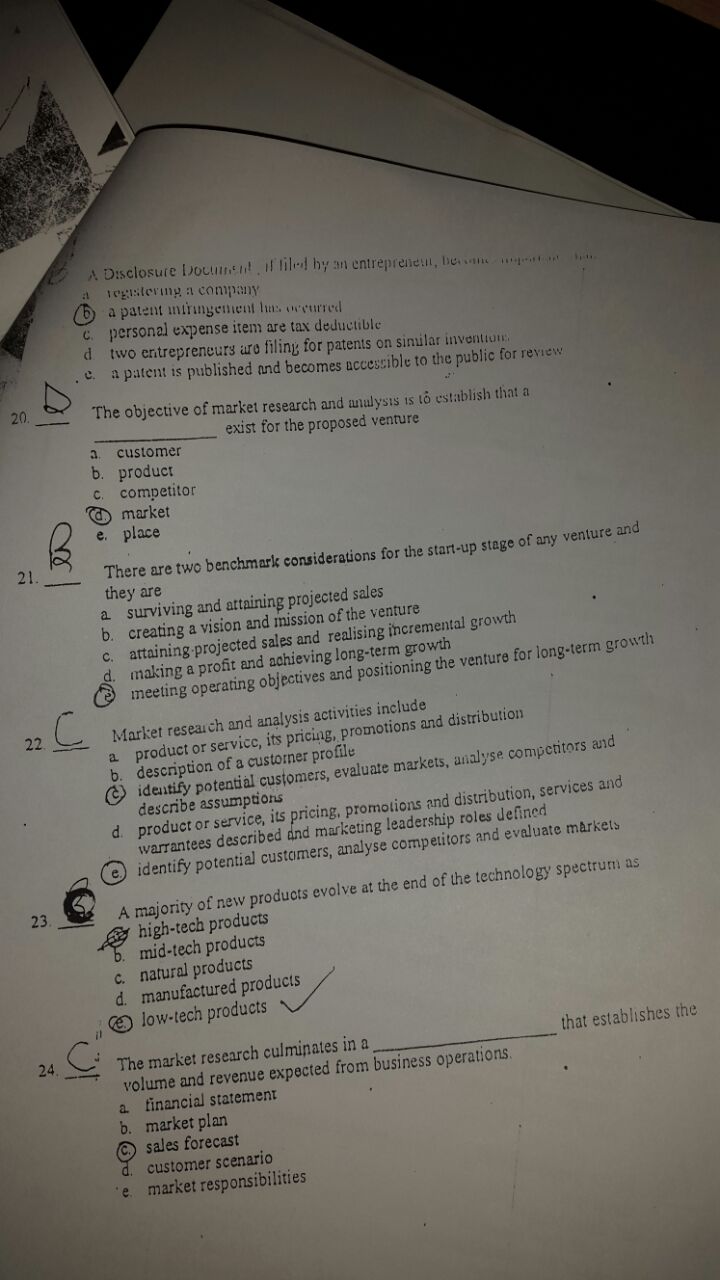 A Disclosure Document, if filed by an entrepreneur,
a registering a company
b a patent infringement has occurred
c. personal expense item are tax deductible
d two entrepreneurs are filing for patents on similar inventions.
e. a patent is published and becomes accessible to the public for review
20. D The objective of market research and analysis is to establish that a
____________ exist for the proposed venture
a. customer
b. product
c. competitor
d. market
e. place
21. B There are two benchmark considerations for the start-up stage of any venture and
they are
a. surviving and attaining projected sales
b. creating a vision and mission of the venture
c. attaining projected sales and realising incremental growth
d. making a profit and achieving long-term growth
e meeting operating objectives and positioning the venture for long-term growth
22 C Market research and analysis activities include
a product or service, its pricing, promotions and distribution
b. description of a customer profile
c identify potential customers, evaluate markets, analyse competitors and
describe assumptions
d. product or service, its pricing, promotions and distribution, services and
warrantees described and marketing leadership roles defined
e. identify potential customers, analyse competitors and evaluate markets
23. A majority of new products evolve at the end of the technology spectrum as
high-tech products
b. mid-tech products
c. natural products
d. manufactured products
e. low-tech products
24. C The market research culminates in a ____________ that establishes the
volume and revenue expected from business operations.
a. financial statement
b. market plan
c. sales forecast
d. customer scenario
e. market responsibilities